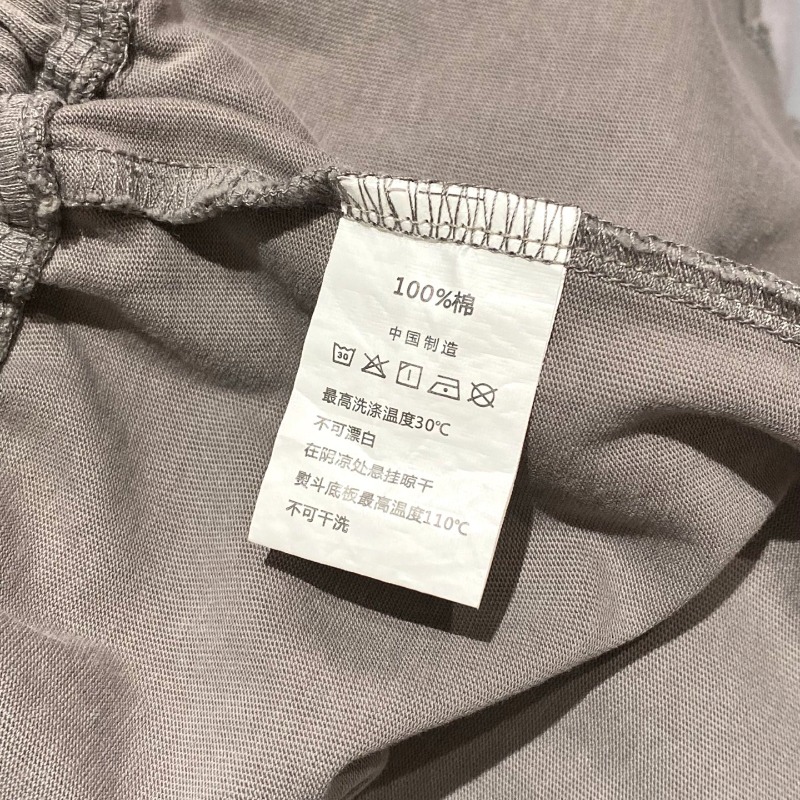 100%棉
中国制造
30
最高洗涤温度30℃
不可漂白
在阴凉处悬挂晾干
熨斗底板最高温度110℃
不可干洗